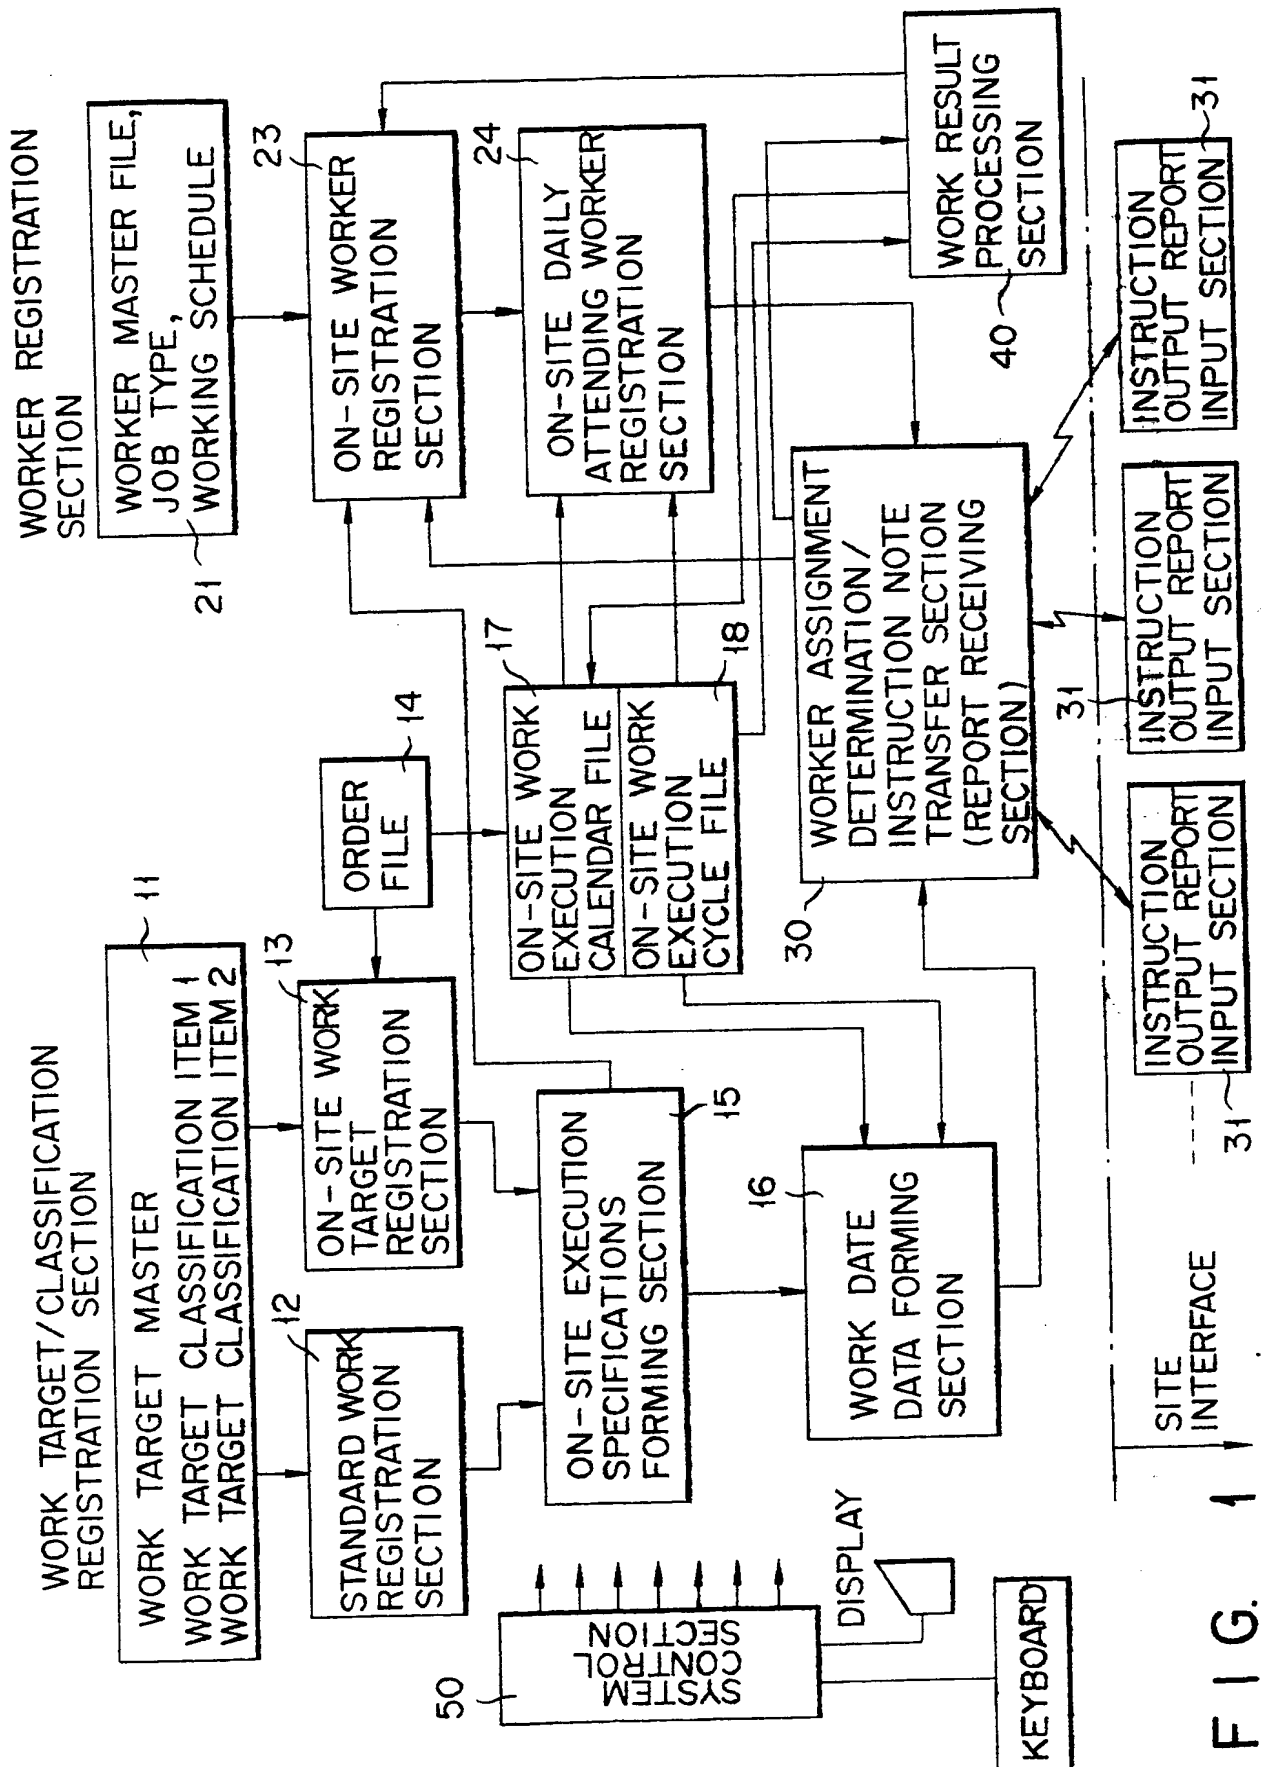 WORK TARGET/CLASSIFICATION
REGISTRATION SECTION
WORK TARGET MASTER
WORK TARGET CLASSIFICATION ITEM 1
WORK TARGET CLASSIFICATION ITEM 2
11
WORKER REGISTRATION
SECTION
WORKER MASTER FILE,
JOB TYPE,
WORKING SCHEDULE
21
12
STANDARD WORK
REGISTRATION
SECTION
13
ON-SITE WORK
TARGET
REGISTRATION
SECTION
14
ORDER
FILE
23
ON-SITE WORKER
REGISTRATION
SECTION
SYSTEM
CONTROL
SECTION
50
ON-SITE EXECUTION
SPECIFICATIONS
FORMING SECTION
15
17
ON-SITE WORK
EXECUTION
CALENDAR FILE
ON-SITE WORK
EXECUTION
CYCLE FILE
18
24
ON-SITE DAILY
ATTENDING WORKER
REGISTRATION
SECTION
DISPLAY
KEYBOARD
16
WORK DATE
DATA FORMING
SECTION
30
WORKER ASSIGNMENT
DETERMINATION/
INSTRUCTION NOTE
TRANSFER SECTION
(REPORT RECEIVING
SECTION)
40
WORK RESULT
PROCESSING
SECTION
SITE
INTERFACE
31
INSTRUCTION
OUTPUT REPORT
INPUT SECTION
31
INSTRUCTION
OUTPUT REPORT
INPUT SECTION
31
INSTRUCTION
OUTPUT REPORT
INPUT SECTION
FIG. 1